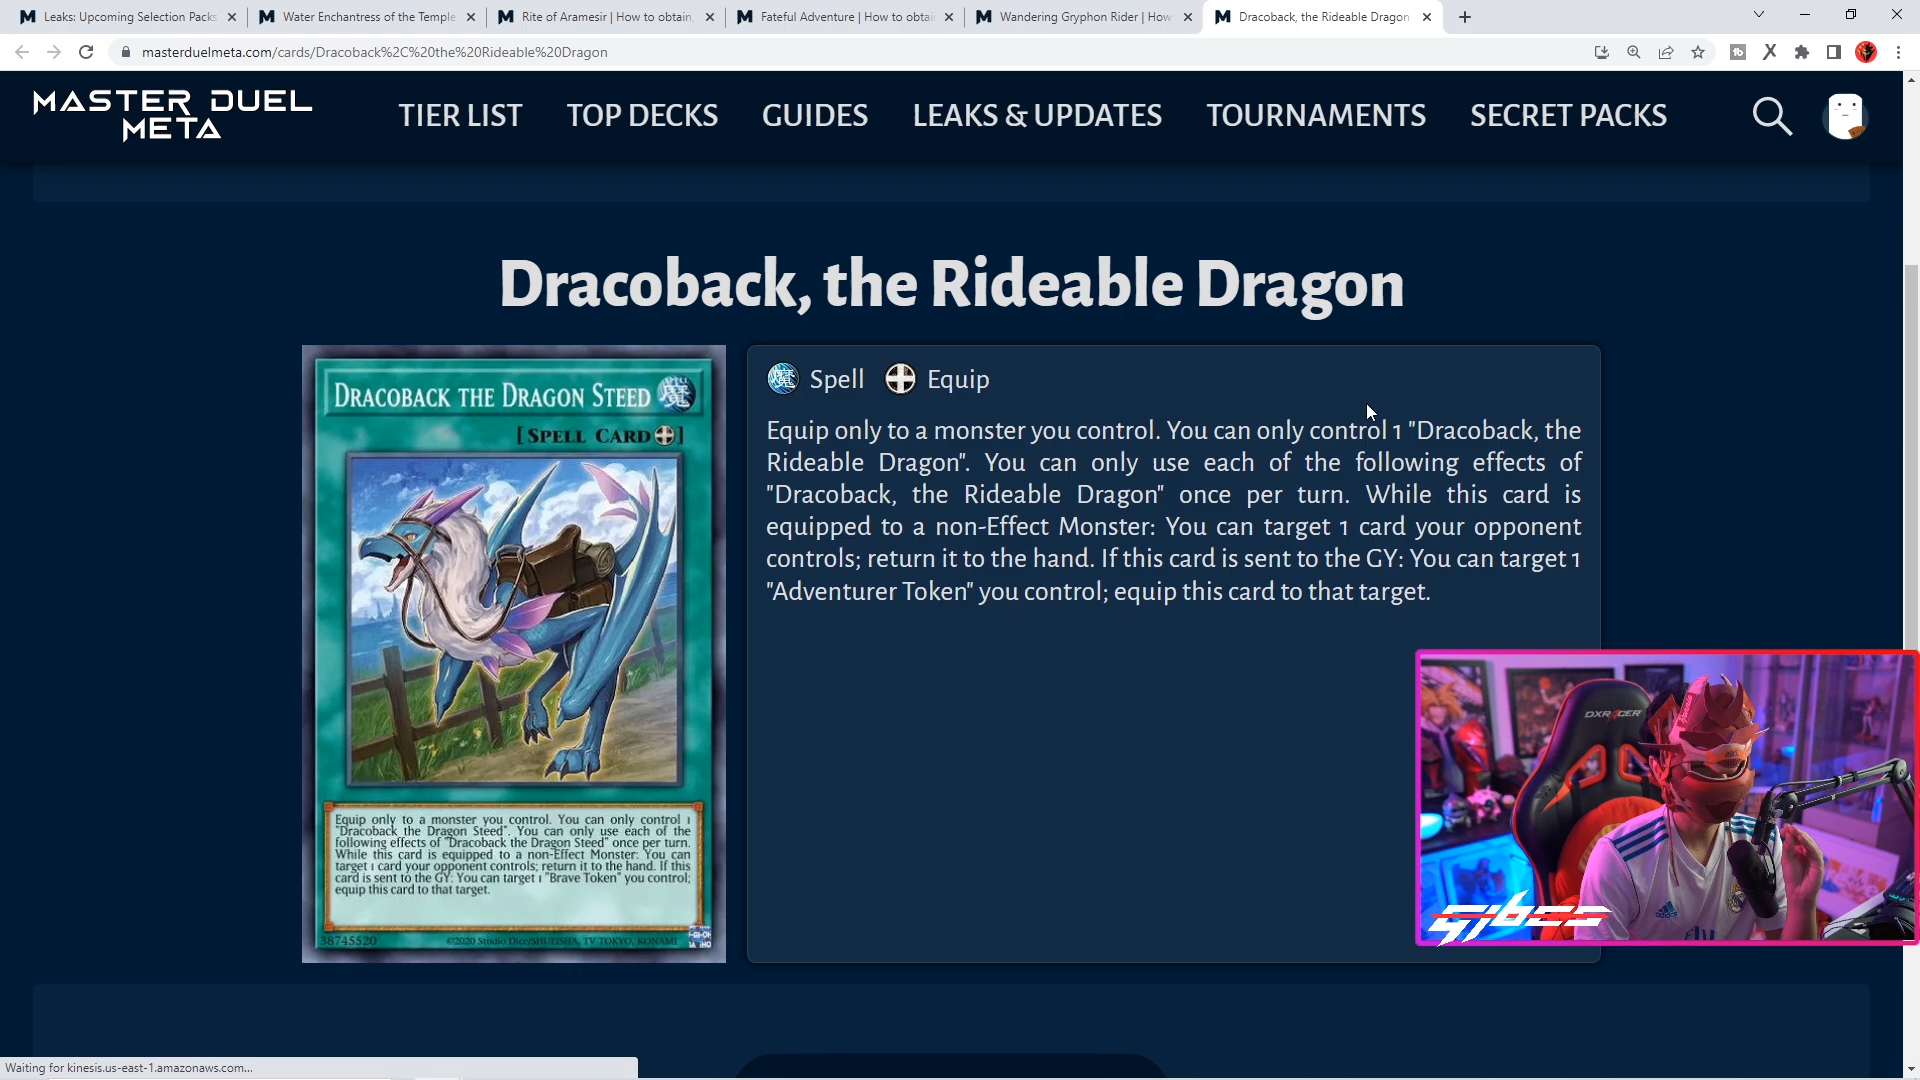 Leaks: Upcoming Selection Packs
Water Enchantress of the Temple
Rite of Aramesir | How to obtain
Fateful Adventure | How to obtai
Wandering Gryphon Rider | How
Dracoback, the Rideable Dragon
masterduelmeta.com/cards/Dracoback%2C%20the%20Rideable%20Dragon
MASTER DUEL
META
TIER LIST
TOP DECKS
GUIDES
LEAKS & UPDATES
TOURNAMENTS
SECRET PACKS
Dracoback, the Rideable Dragon
DRACOBACK THE DRAGON STEED 魔
[SPELL CARD]
Equip only to a monster you control. You can only control 1
"Dracoback the Dragon Steed". You can only use each of the
following effects of "Dracoback the Dragon Steed" once per turn.
While this card is equipped to a non-Effect Monster: You can
target 1 card your opponent controls; return it to the hand. If this
card is sent to the GY: You can target 1 "Brave Token" you control;
equip this card to that target.
38745520
©2020 Studio Dice/SHUEISHA, TV TOKYO, KONAMI
魔 Spell Equip
Equip only to a monster you control. You can only control 1 "Dracoback, the
Rideable Dragon". You can only use each of the following effects of
"Dracoback, the Rideable Dragon" once per turn. While this card is
equipped to a non-Effect Monster: You can target 1 card your opponent
controls; return it to the hand. If this card is sent to the GY: You can target 1
"Adventurer Token" you control; equip this card to that target.
DXRACER
adidas
Waiting for kinesis.us-east-1.amazonaws.com...